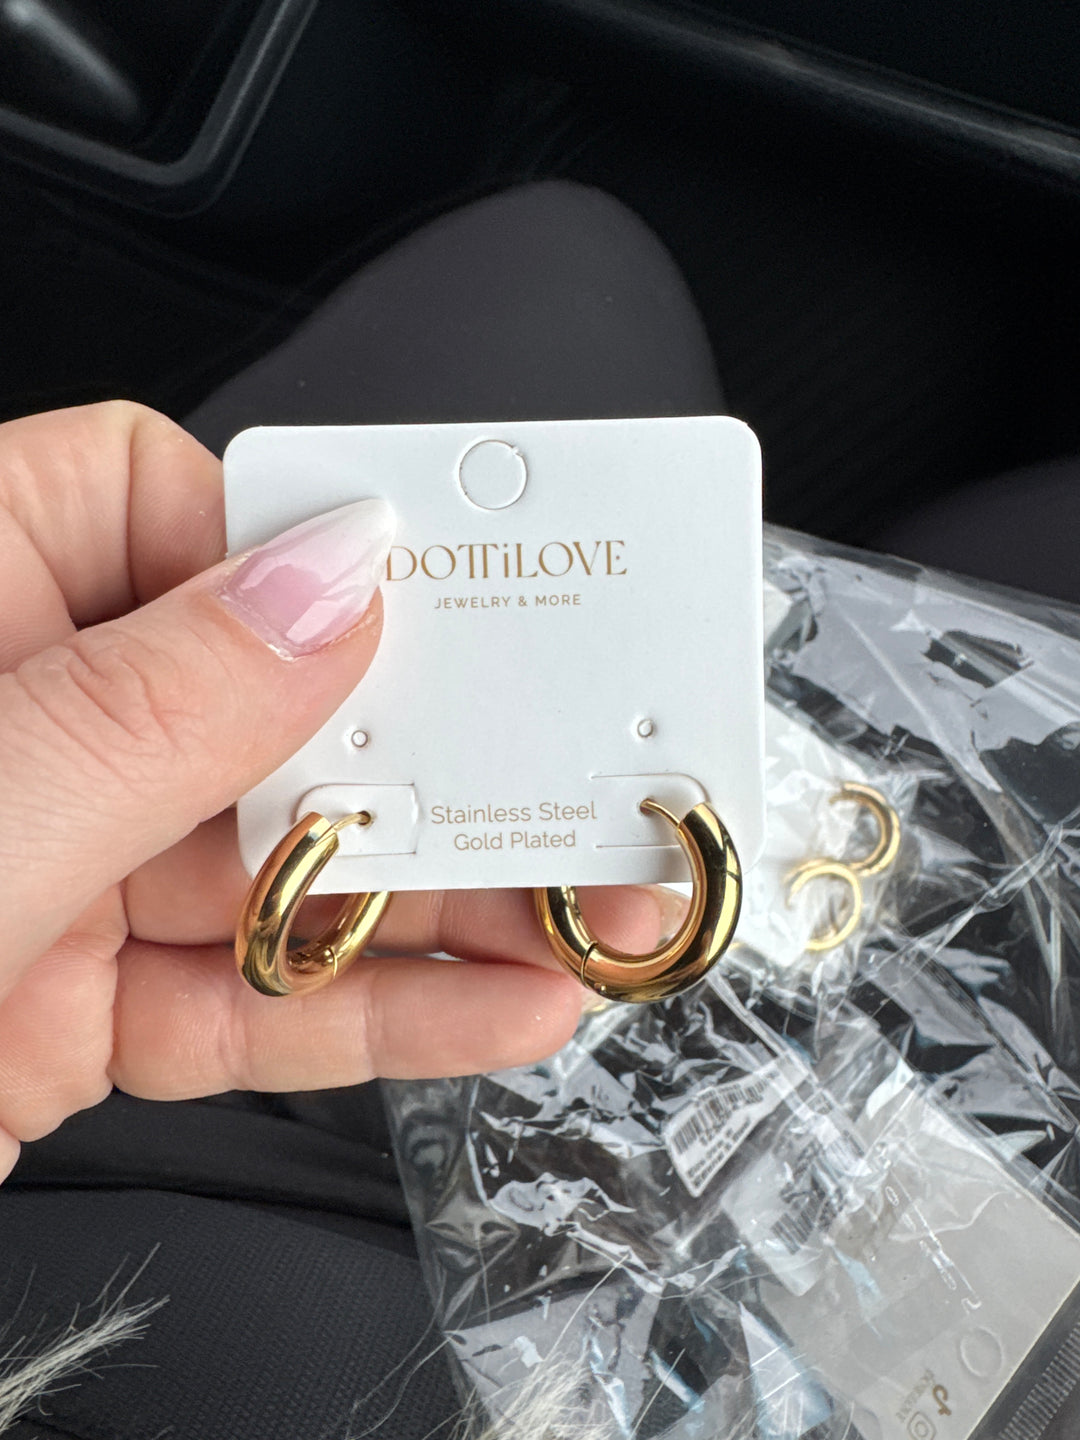 DOTTiLOVE
JEWELRY & MORE
Stainless Steel
Gold Plated